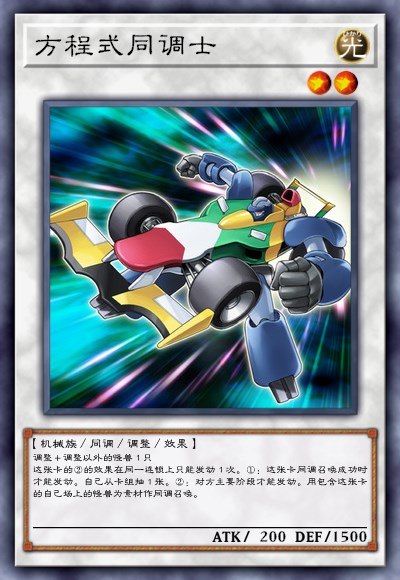 方程式同调士
ひかり
光
【机械族／同调／调整／效果】
调整＋调整以外的怪兽1只
这张卡的②的效果在同一连锁上只能发动1次。①：这张卡同调召唤成功时
才能发动。自己从卡组抽1张。②：对方主要阶段才能发动。用包含这张卡
的自己场上的怪兽为素材作同调召唤。
ATK/ 200 DEF/1500